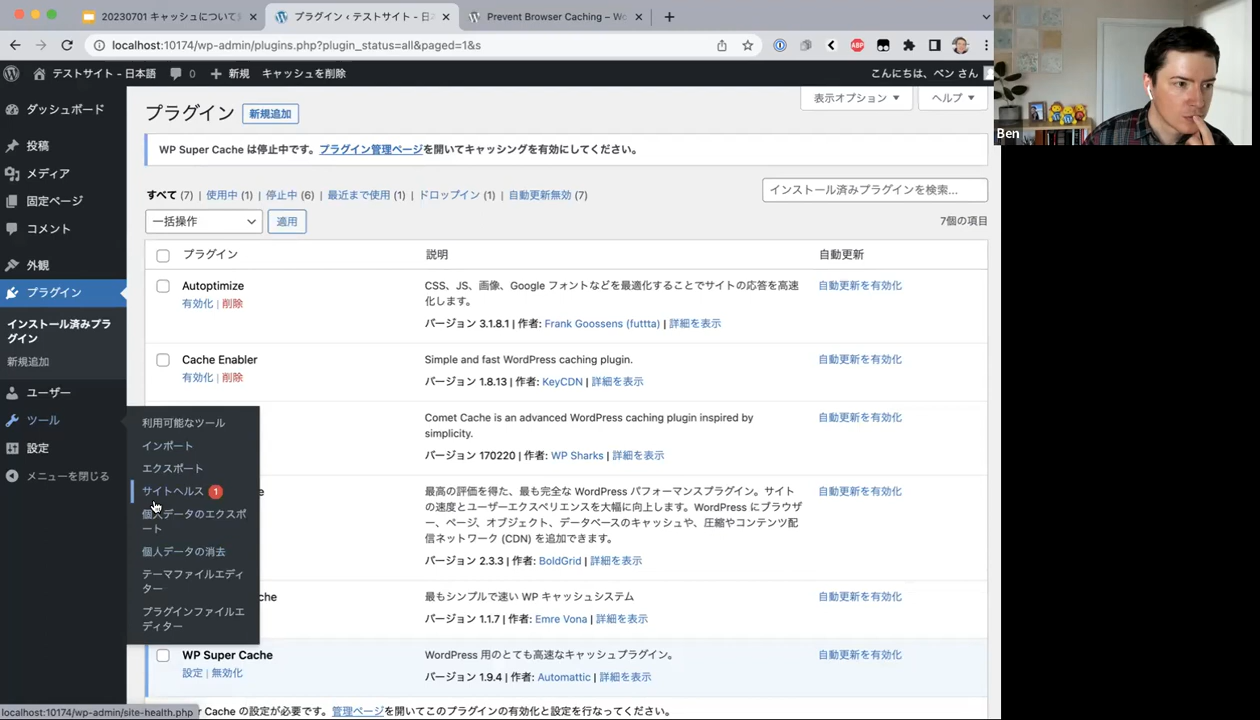 20230701 キャッシュについて
プラグイン ‹ テストサイト - 日
Prevent Browser Caching – Wo
localhost:10174/wp-admin/plugins.php?plugin_status=all&paged=1&s
ABP
テストサイト - 日本語
0
新規
キャッシュを削除
こんにちは、ベン さん
ダッシュボード
投稿
メディア
固定ページ
コメント
外観
プラグイン
インストール済みプラ
グイン
新規追加
ユーザー
ツール
設定
メニューを閉じる
利用可能なツール
インポート
エクスポート
サイトヘルス 1
個人データのエクスポ
ート
個人データの消去
テーマファイルエディ
ター
プラグインファイルエ
ディター
プラグイン 新規追加
表示オプション
ヘルプ
WP Super Cache は停止中です。プラグイン管理ページを開いてキャッシングを有効にしてください。
すべて (7) | 使用中 (1) | 停止中 (6) | 最近まで使用 (1) | ドロップイン (1) | 自動更新無効 (7)
インストール済みプラグインを検索...
一括操作
適用
7個の項目
プラグイン
説明
自動更新
Autoptimize
有効化 | 削除
CSS、JS、画像、Google フォントなどを最適化することでサイトの応答を高速
化します。
バージョン 3.1.8.1 | 作者: Frank Goossens (futtta) | 詳細を表示
自動更新を有効化
Cache Enabler
有効化 | 削除
Simple and fast WordPress caching plugin.
バージョン 1.8.13 | 作者: KeyCDN | 詳細を表示
自動更新を有効化
Comet Cache is an advanced WordPress caching plugin inspired by
simplicity.
バージョン 170220 | 作者: WP Sharks | 詳細を表示
自動更新を有効化
e
最高の評価を得た、最も完全な WordPress パフォーマンスプラグイン。サイト
の速度とユーザーエクスペリエンスを大幅に向上します。WordPress にブラウザ
ー、ページ、オブジェクト、データベースのキャッシュや、圧縮やコンテンツ配
信ネットワーク (CDN) を追加できます。
バージョン 2.3.3 | 作者: BoldGrid | 詳細を表示
自動更新を有効化
che
最もシンプルで速い WP キャッシュシステム
バージョン 1.1.7 | 作者: Emre Vona | 詳細を表示
自動更新を有効化
WP Super Cache
設定 | 無効化
WordPress 用のとても高速なキャッシュプラグイン。
バージョン 1.9.4 | 作者: Automattic | 詳細を表示
自動更新を有効化
er Cache の設定が必要です。管理ページを開いてこのプラグインの有効化と設定を行なってください。
localhost:10174/wp-admin/site-health.php
Ben